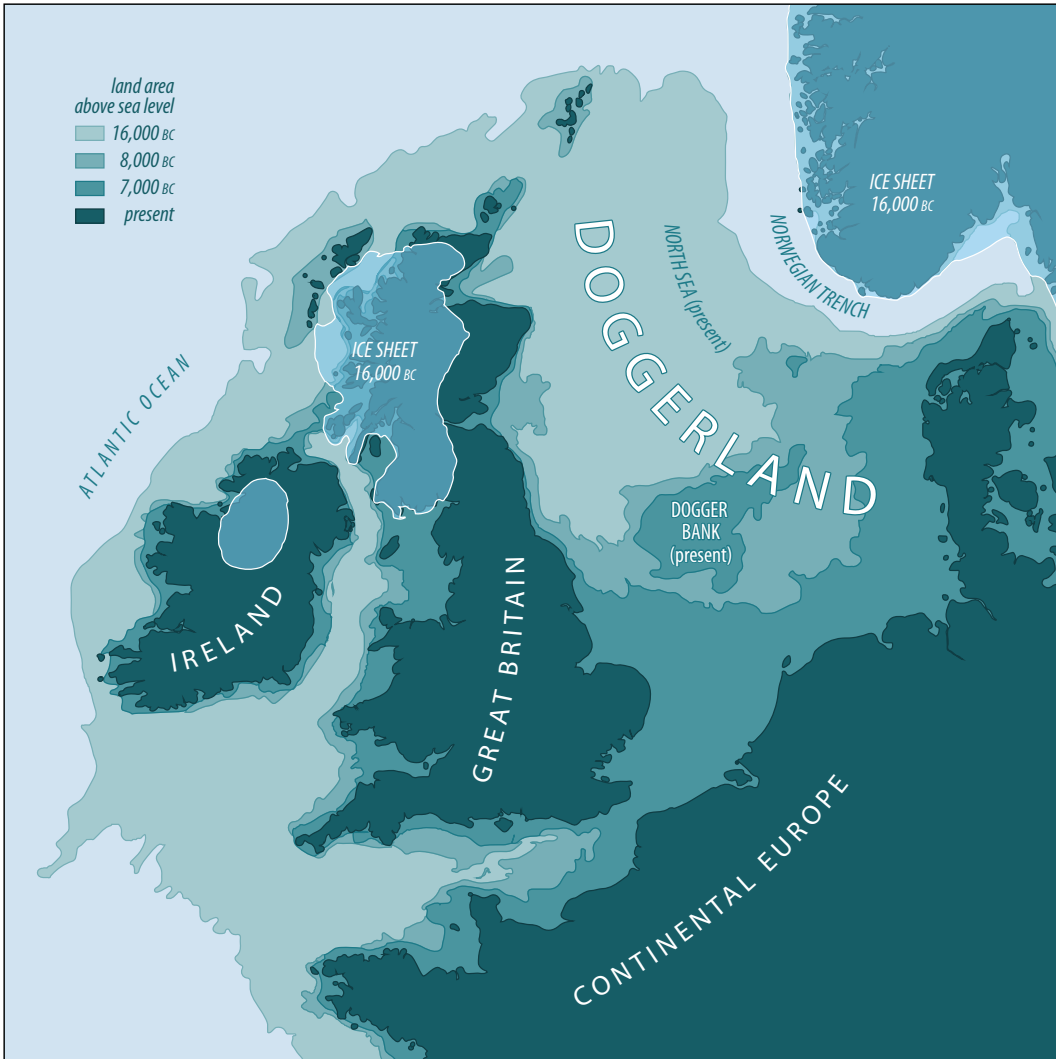 land area
above sea level
16,000 BC
8,000 BC
7,000 BC
present
ICE SHEET
16,000 BC
NORWEGIAN TRENCH
NORTH SEA (present)
DOGGERLAND
ICE SHEET
16,000 BC
ATLANTIC OCEAN
DOGGER
BANK
(present)
IRELAND
GREAT BRITAIN
CONTINENTAL EUROPE